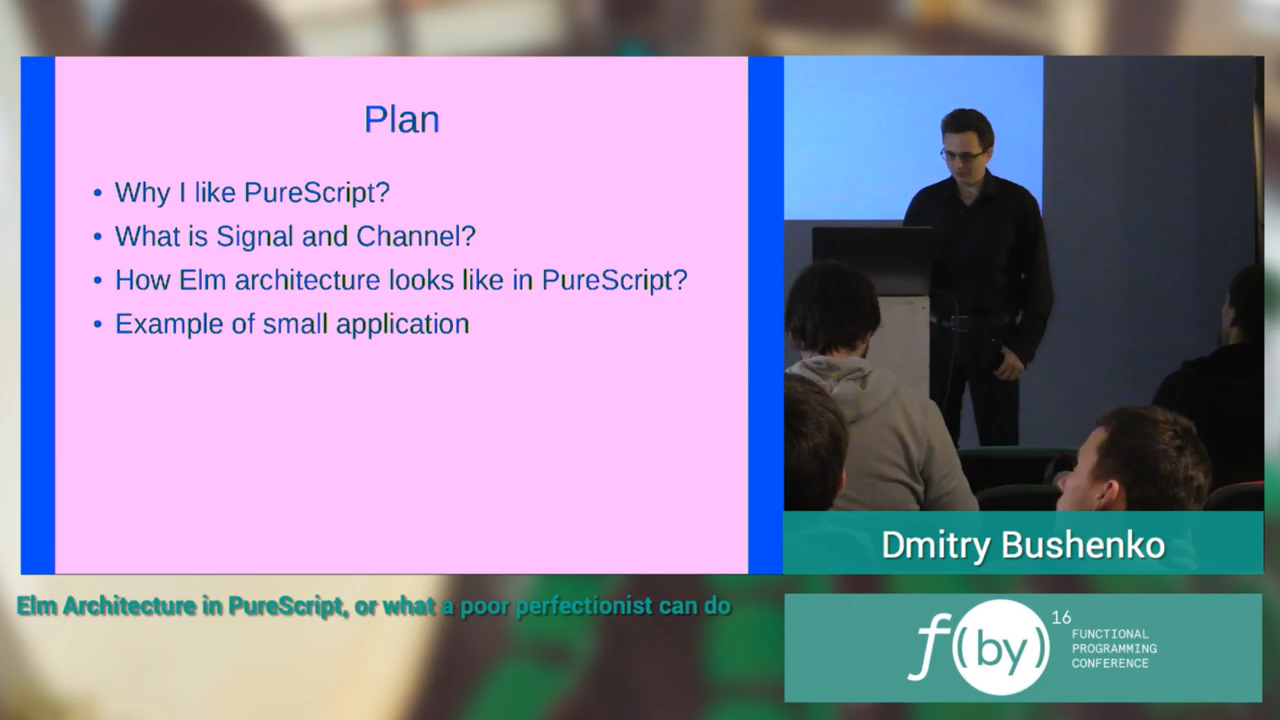 Plan
• Why I like PureScript?
• What is Signal and Channel?
• How Elm architecture looks like in PureScript?
• Example of small application
Dmitry Bushenko
Elm Architecture in PureScript, or what a poor perfectionist can do
f(by) 16
FUNCTIONAL
PROGRAMMING
CONFERENCE